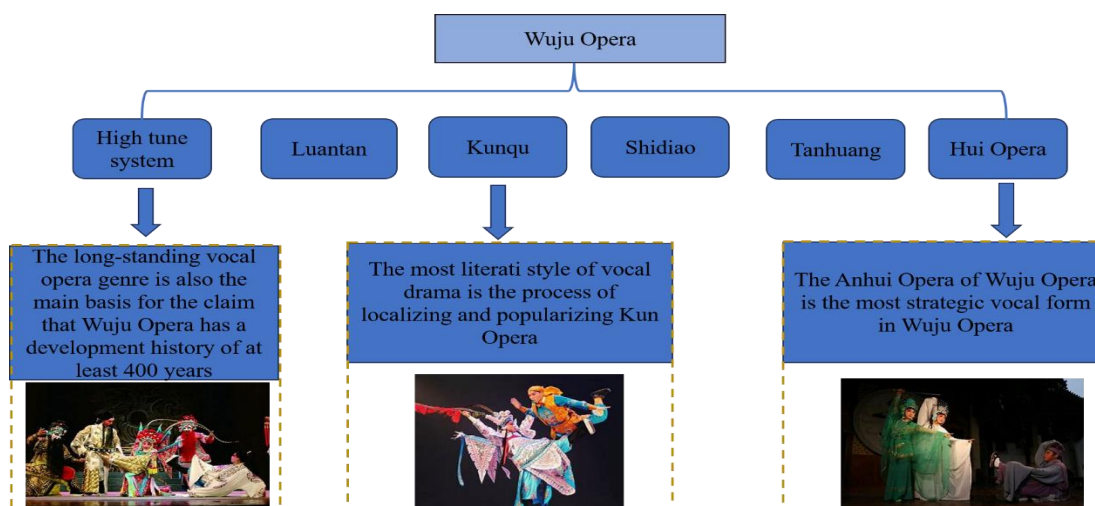 Wuju Opera
High tune
system
Luantan
Kunqu
Shidiao
Tanhuang
Hui Opera
The long-standing vocal
opera genre is also the
main basis for the claim
that Wuju Opera has a
development history of at
least 400 years
The most literati style of vocal
drama is the process of
localizing and popularizing Kun
Opera
The Anhui Opera of Wuju Opera
is the most strategic vocal form
in Wuju Opera